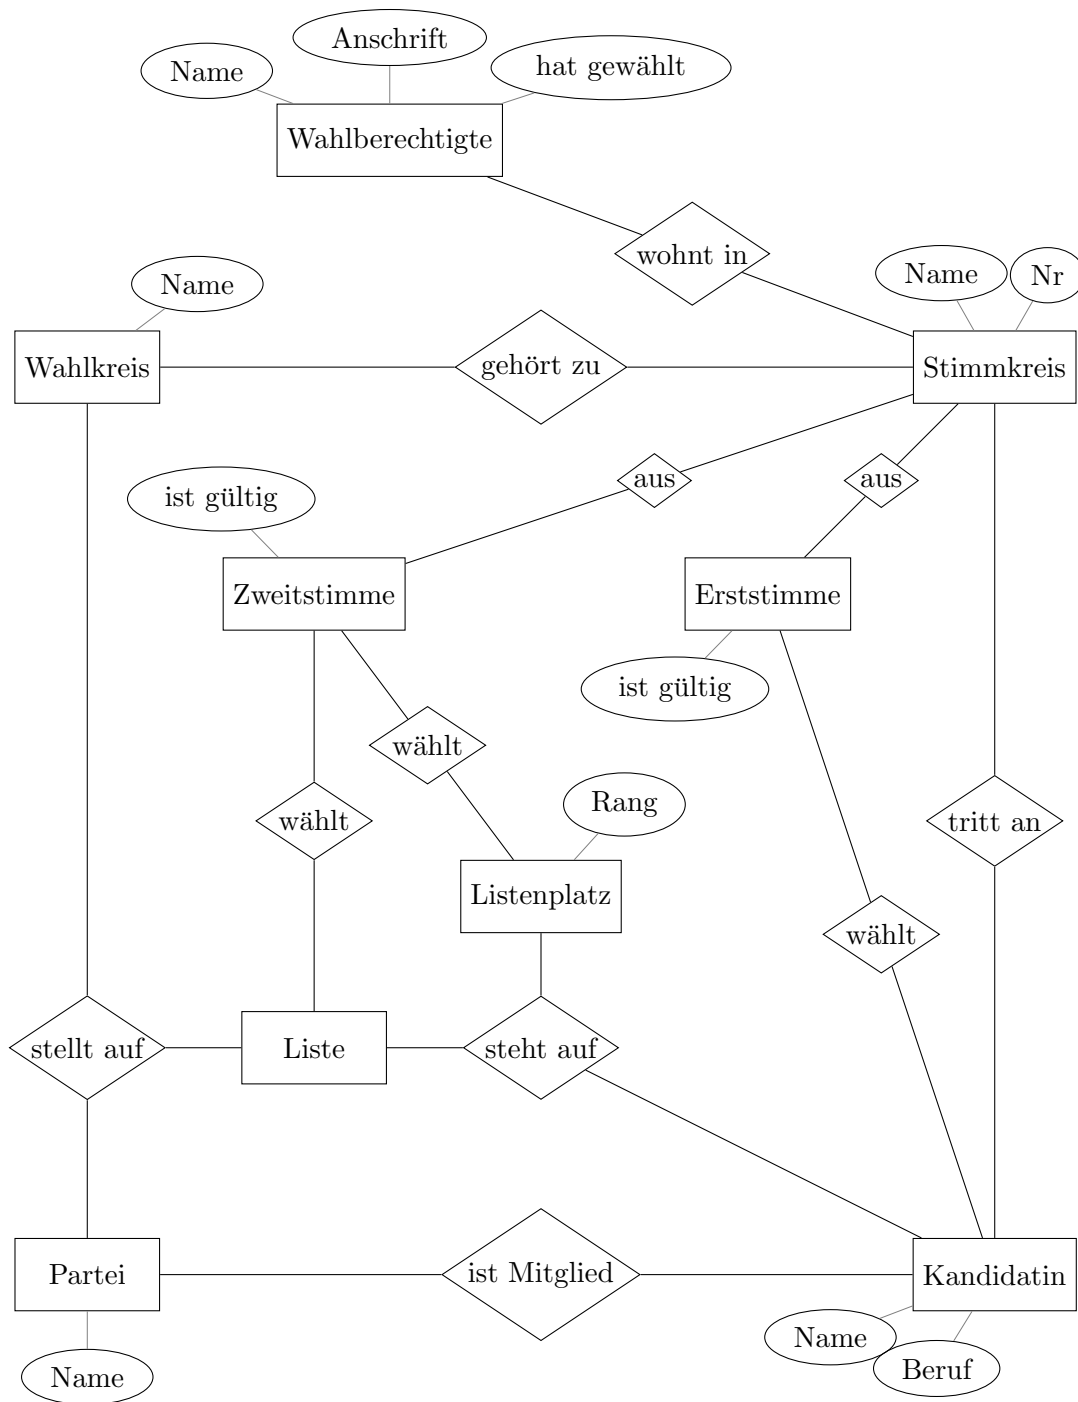 Anschrift
Name
hat gewählt
Wahlberechtigte
wohnt in
Name
Nr
Name
Wahlkreis
gehört zu
Stimmkreis
aus
aus
ist gültig
Zweitstimme
Erststimme
ist gültig
wählt
Rang
wählt
tritt an
Listenplatz
wählt
stellt auf
Liste
steht auf
Partei
ist Mitglied
Kandidatin
Name
Beruf
Name